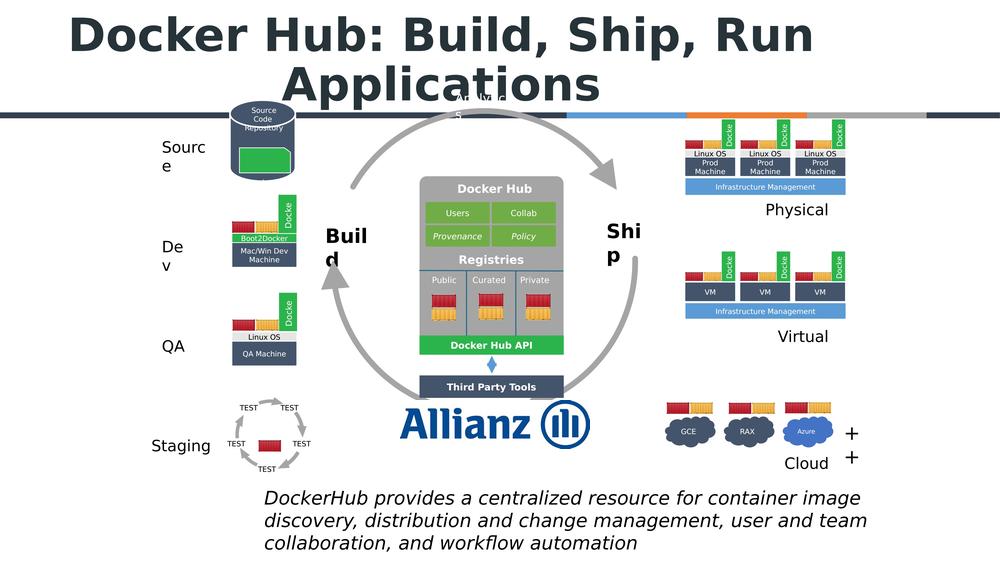 Docker Hub: Build, Ship, Run
Applications
Analytic
s
Source
Code
Repository
Sourc
e
Docke
Boot2Docker
Mac/Win Dev
Machine
De
v
Docke
Linux OS
QA Machine
QA
TEST TEST
TEST TEST
TEST
Staging
Buil
d
Docker Hub
Users Collab
Provenance Policy
Registries
Public Curated Private
Docker Hub API
Third Party Tools
Allianz
Shi
p
Docke Docke Docke
Linux OS Linux OS Linux OS
Prod Prod Prod
Machine Machine Machine
Infrastructure Management
Physical
Docke Docke Docke
VM VM VM
Infrastructure Management
Virtual
GCE RAX Azure
+
+
Cloud
DockerHub provides a centralized resource for container image
discovery, distribution and change management, user and team
collaboration, and workflow automation